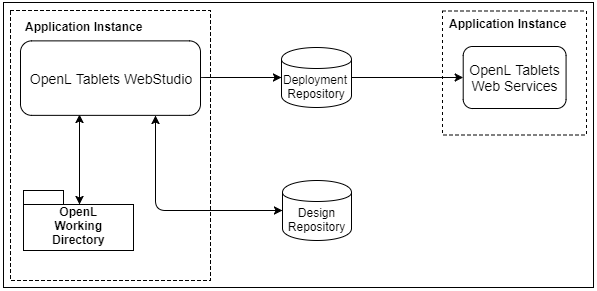 Application Instance
OpenL Tablets WebStudio
Deployment
Repository
Application Instance
OpenL Tablets
Web Services
OpenL
Working
Directory
Design
Repository